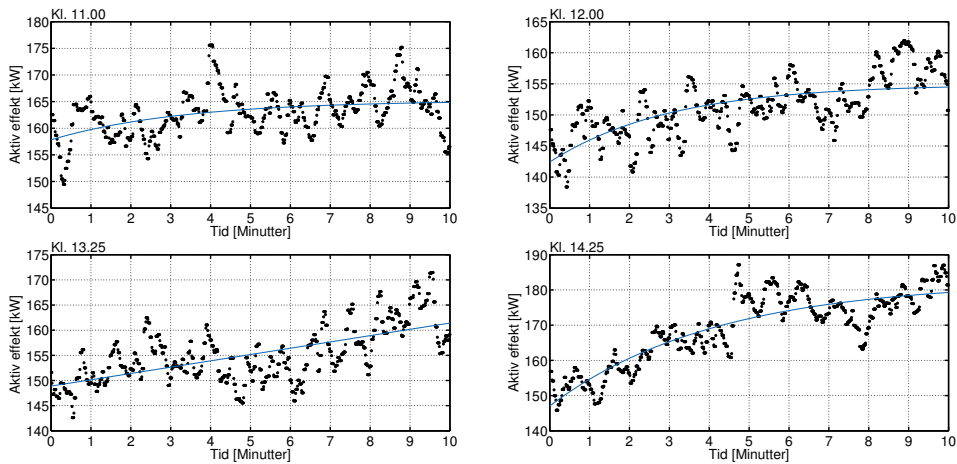 Kl. 11.00
180
175
170
165
160
155
150
145
Aktiv effekt [kW]
0 1 2 3 4 5 6 7 8 9 10
Tid [Minutter]
Kl. 12.00
165
160
155
150
145
140
135
Aktiv effekt [kW]
0 1 2 3 4 5 6 7 8 9 10
Tid [Minutter]
Kl. 13.25
175
170
165
160
155
150
145
140
Aktiv effekt [kW]
0 1 2 3 4 5 6 7 8 9 10
Tid [Minutter]
Kl. 14.25
190
180
170
160
150
140
Aktiv effekt [kW]
0 1 2 3 4 5 6 7 8 9 10
Tid [Minutter]